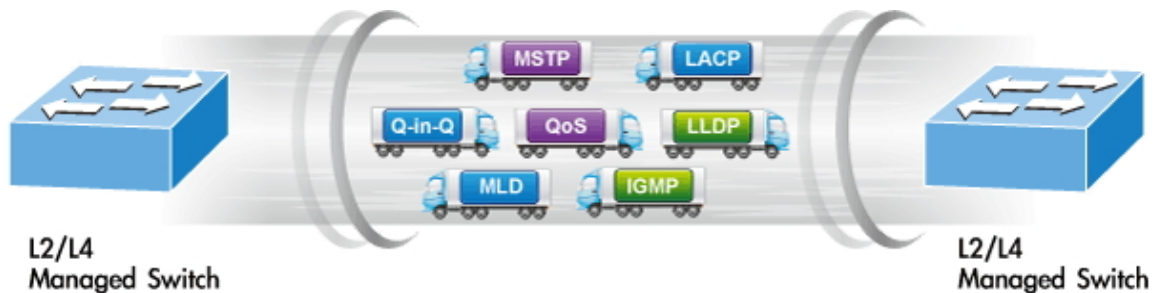 MSTP
LACP
Q-in-Q
QoS
LLDP
MLD
IGMP
L2/L4
Managed Switch
L2/L4
Managed Switch